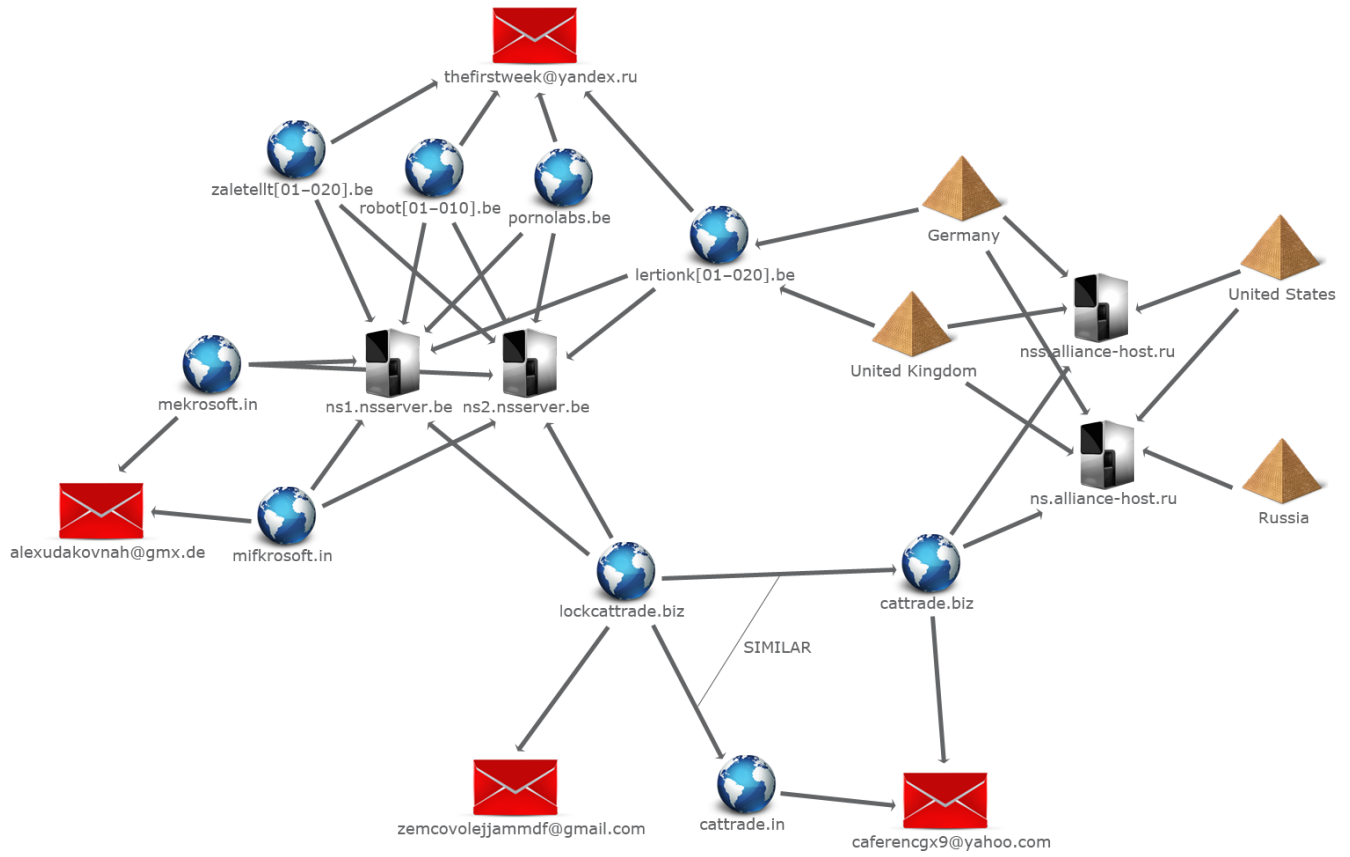 thefirstweek@yandex.ru
zaletellt[01–020].be
robot[01–010].be
pornolabs.be
lertionk[01–020].be
Germany
United States
nss.alliance-host.ru
United Kingdom
mekrosoft.in
ns1.nsserver.be
ns2.nsserver.be
ns.alliance-host.ru
Russia
alexudakovnah@gmx.de
mifkrosoft.in
lockcattrade.biz
cattrade.biz
SIMILAR
zemcovolejjammdf@gmail.com
cattrade.in
caferencgx9@yahoo.com